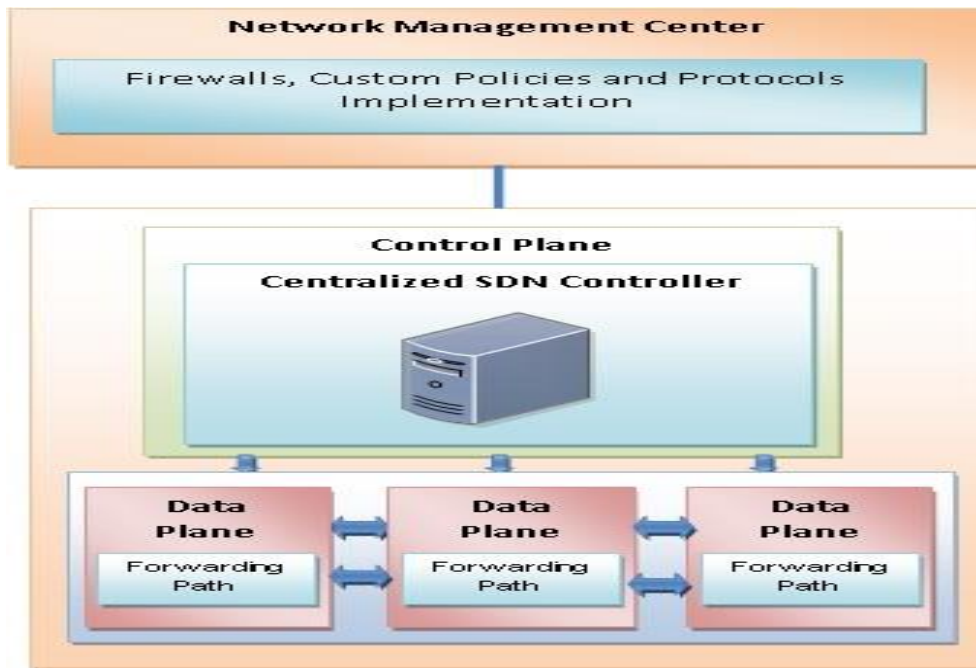 Network Management Center
Firewalls, Custom Policies and Protocols
Implementation
Control Plane
Centralized SDN Controller
Data
Plane
Forwarding
Path
Data
Plane
Forwarding
Path
Data
Plane
Forwarding
Path